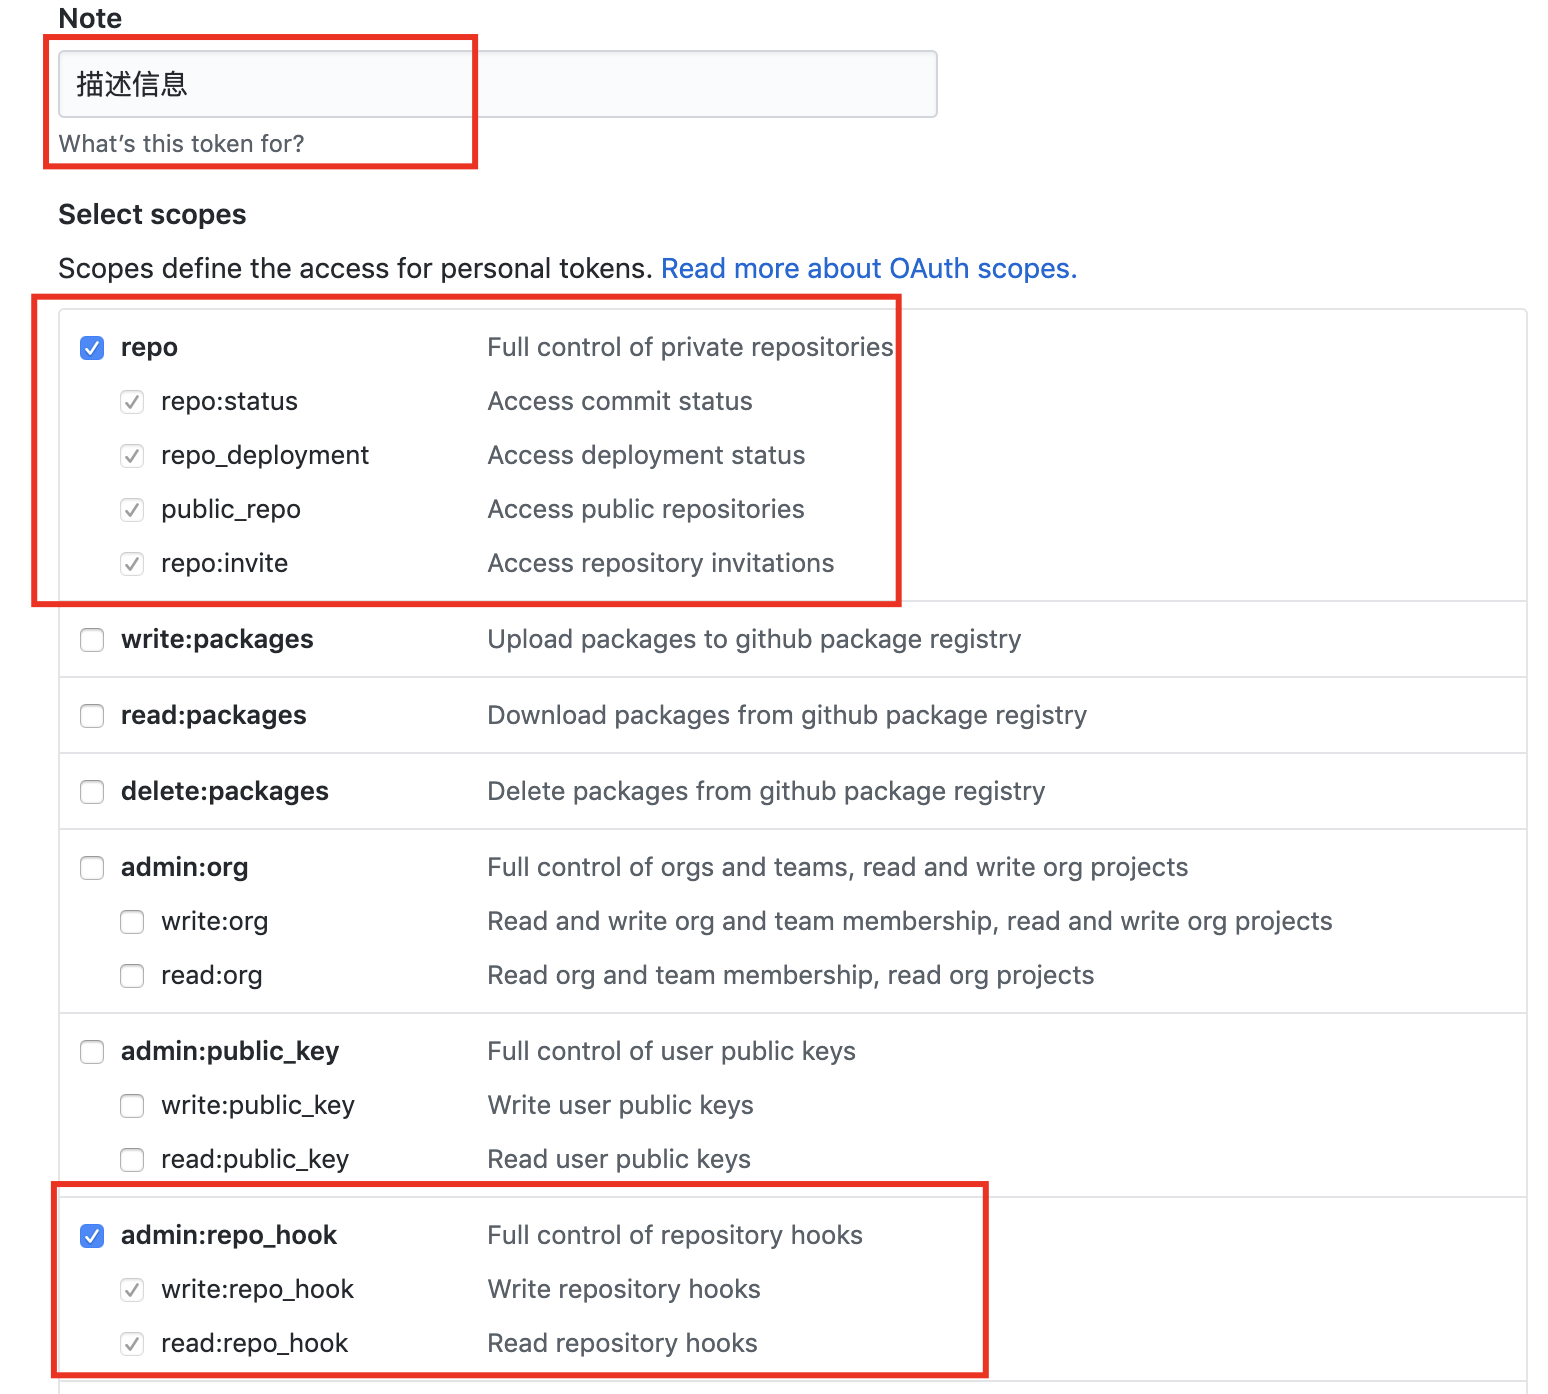 Note
描述信息
What's this token for?
Select scopes
Scopes define the access for personal tokens. Read more about OAuth scopes.
repo Full control of private repositories
repo:status Access commit status
repo_deployment Access deployment status
public_repo Access public repositories
repo:invite Access repository invitations
write:packages Upload packages to github package registry
read:packages Download packages from github package registry
delete:packages Delete packages from github package registry
admin:org Full control of orgs and teams, read and write org projects
write:org Read and write org and team membership, read and write org projects
read:org Read org and team membership, read org projects
admin:public_key Full control of user public keys
write:public_key Write user public keys
read:public_key Read user public keys
admin:repo_hook Full control of repository hooks
write:repo_hook Write repository hooks
read:repo_hook Read repository hooks